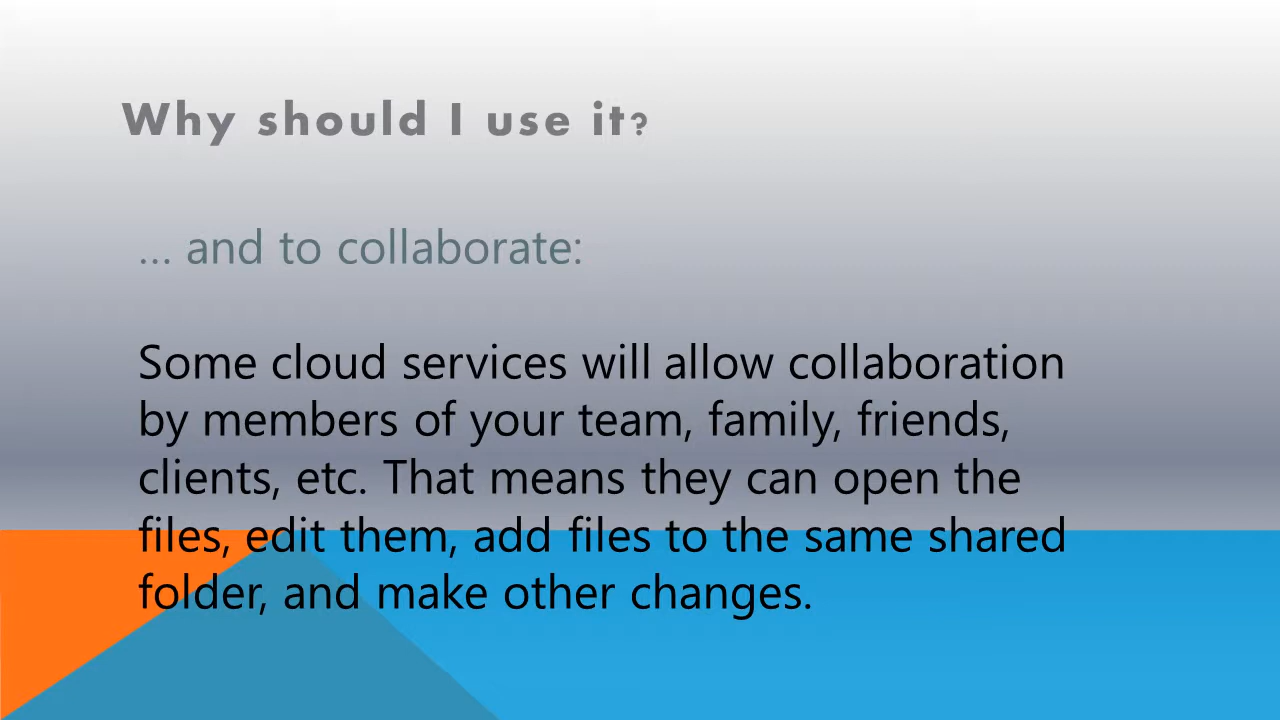 Why should I use it?
... and to collaborate:
Some cloud services will allow collaboration
by members of your team, family, friends,
clients, etc. That means they can open the
files, edit them, add files to the same shared
folder, and make other changes.